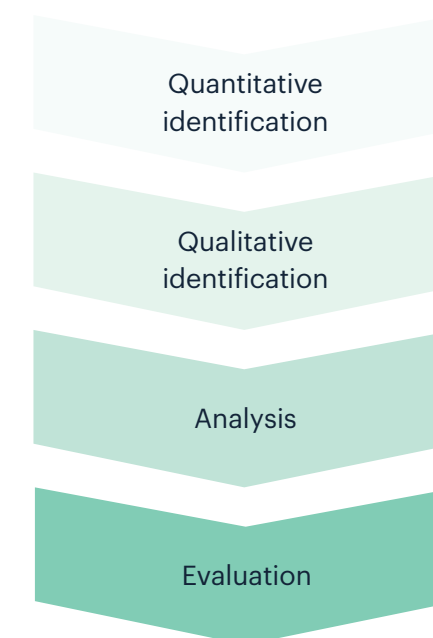 Quantitative
identification
Qualitative
identification
Analysis
Evaluation